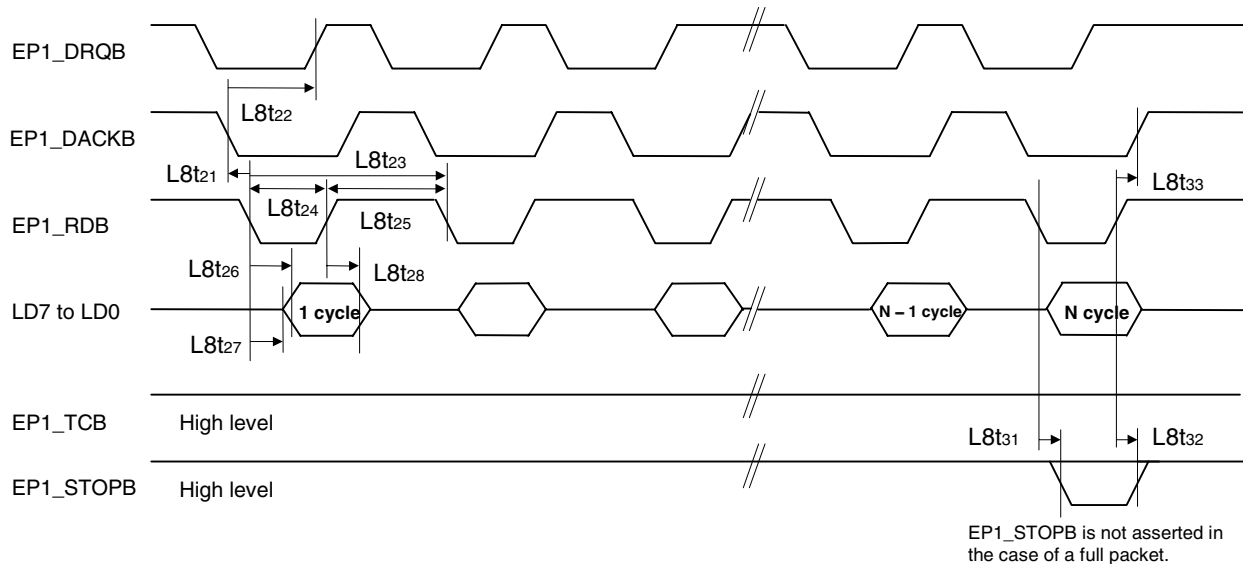 EP1_DRQB
L8t22
EP1_DACKB
L8t21
L8t23
L8t33
L8t24
L8t25
EP1_RDB
L8t26
L8t28
LD7 to LD0
1 cycle
N – 1 cycle
N cycle
L8t27
EP1_TCB
High level
L8t31
L8t32
EP1_STOPB
High level
EP1_STOPB is not asserted in
the case of a full packet.